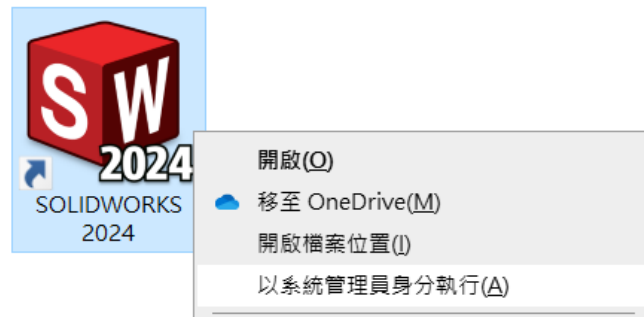 SW
2024
SOLIDWORKS
2024
開啟(O)
移至 OneDrive(M)
開啟檔案位置(I)
以系統管理員身分執行(A)